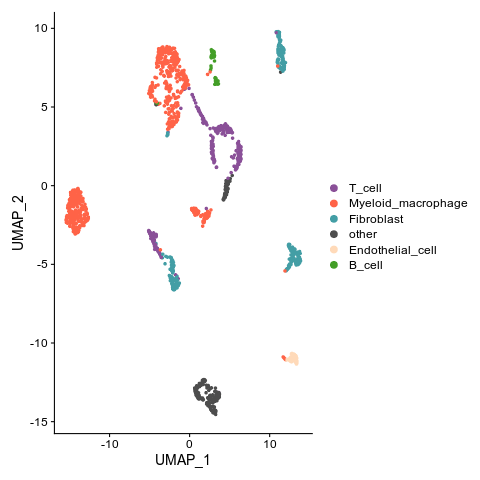 10
5
0
-5
-10
-15
UMAP_2
-10
0
10
UMAP_1
T_cell
Myeloid_macrophage
Fibroblast
other
Endothelial_cell
B_cell